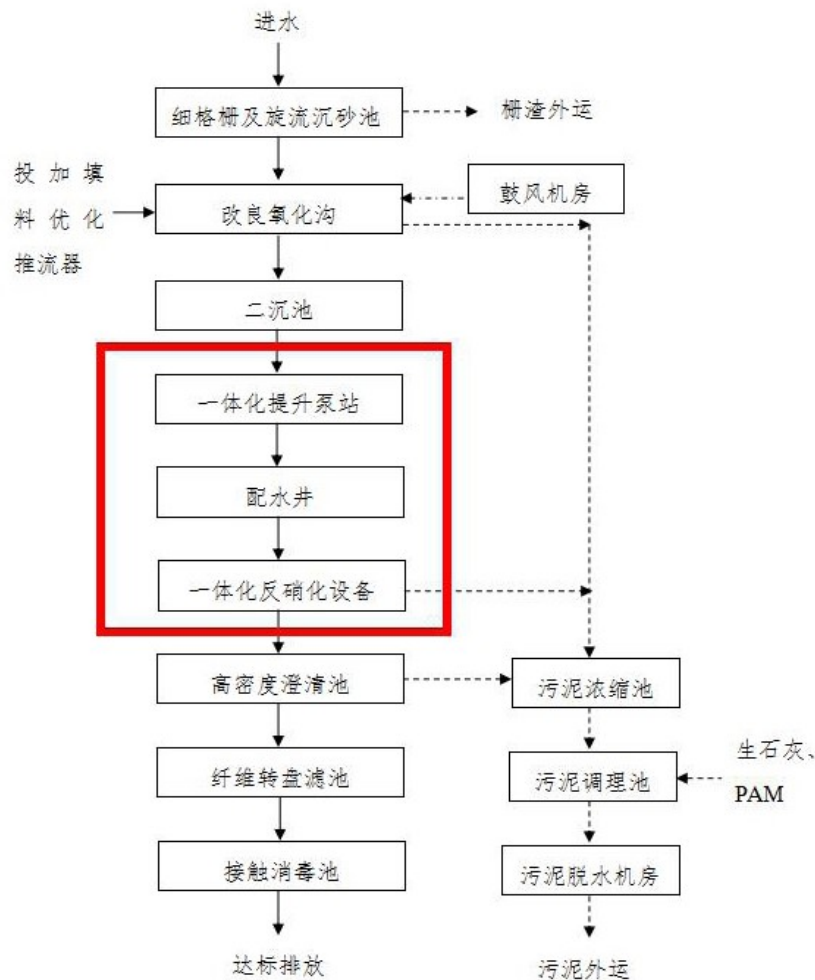 进水
细格栅及旋流沉砂池
栅渣外运
投加填
料优化
推流器
改良氧化沟
鼓风机房
二沉池
一体化提升泵站
配水井
一体化反硝化设备
高密度澄清池
污泥浓缩池
纤维转盘滤池
污泥调理池
生石灰、
PAM
接触消毒池
污泥脱水机房
达标排放
污泥外运